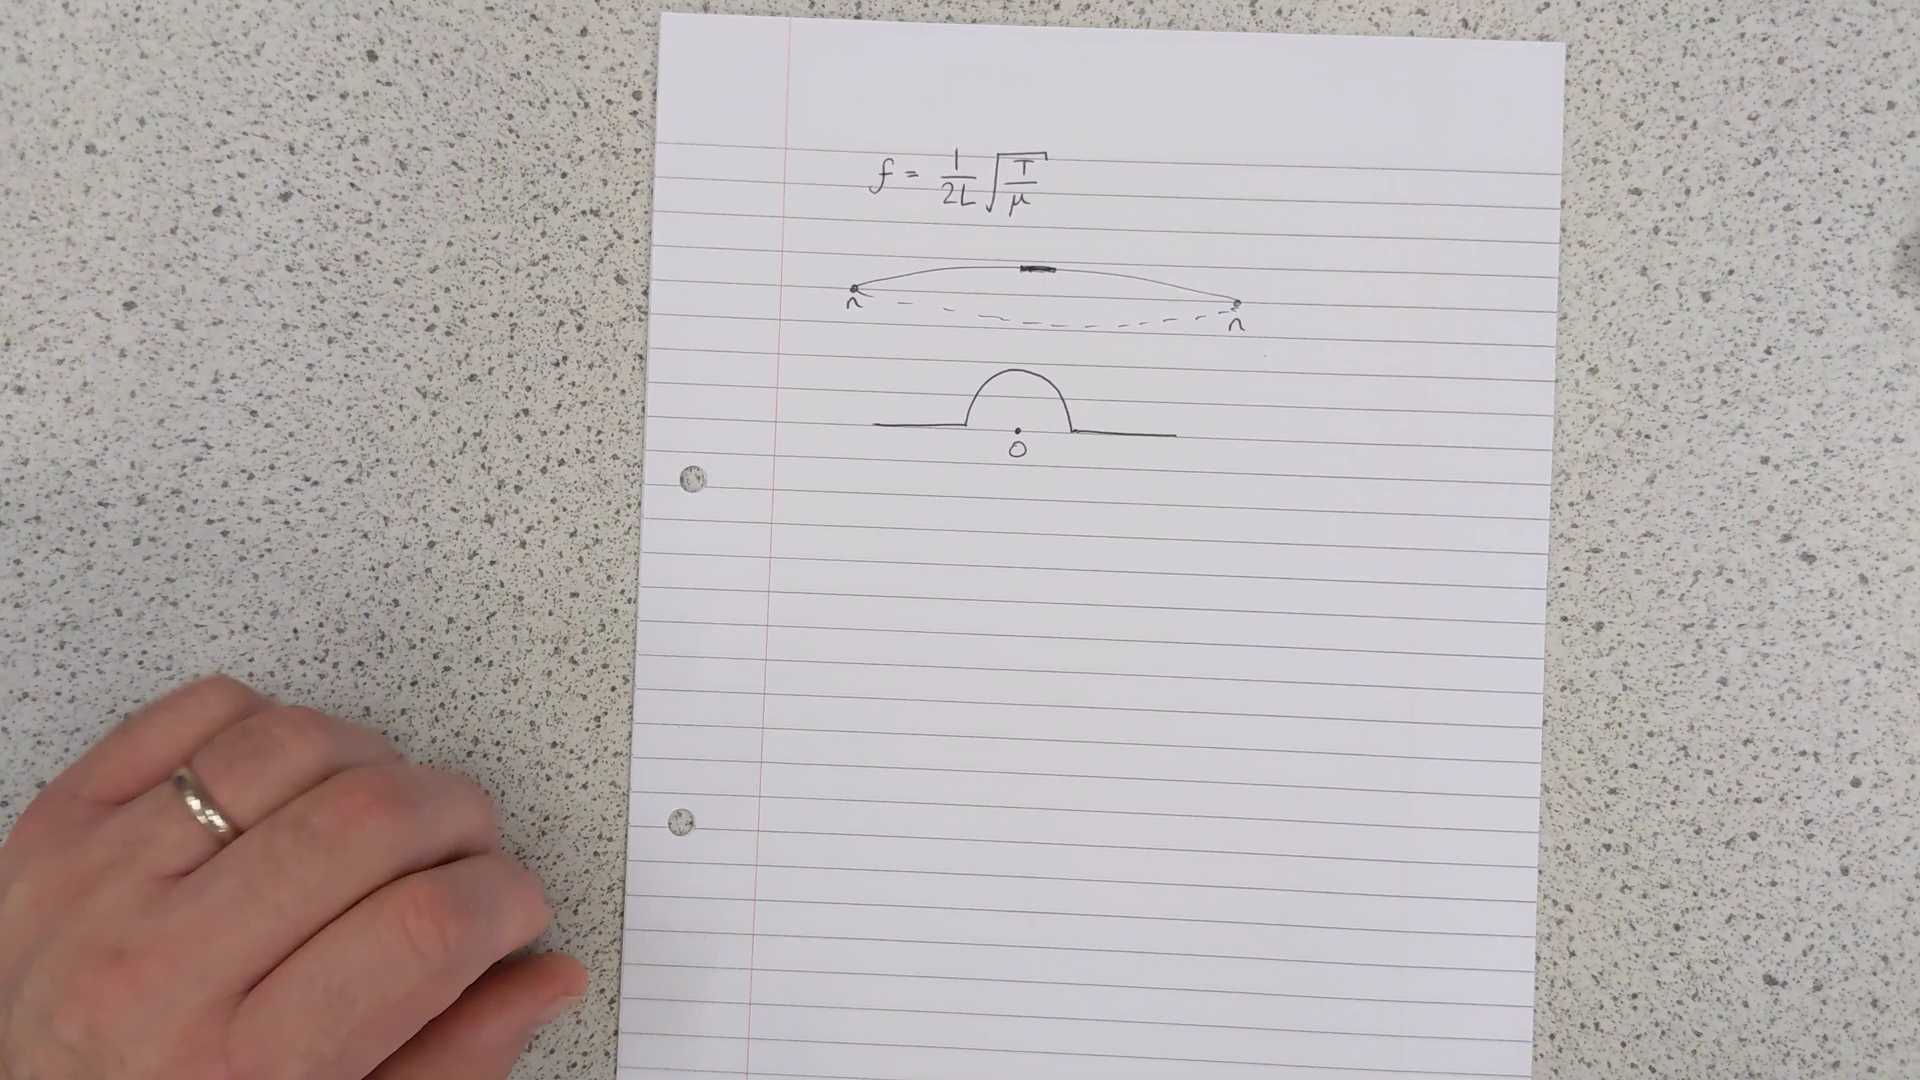 f = 1/2L √T/μ
n n
O